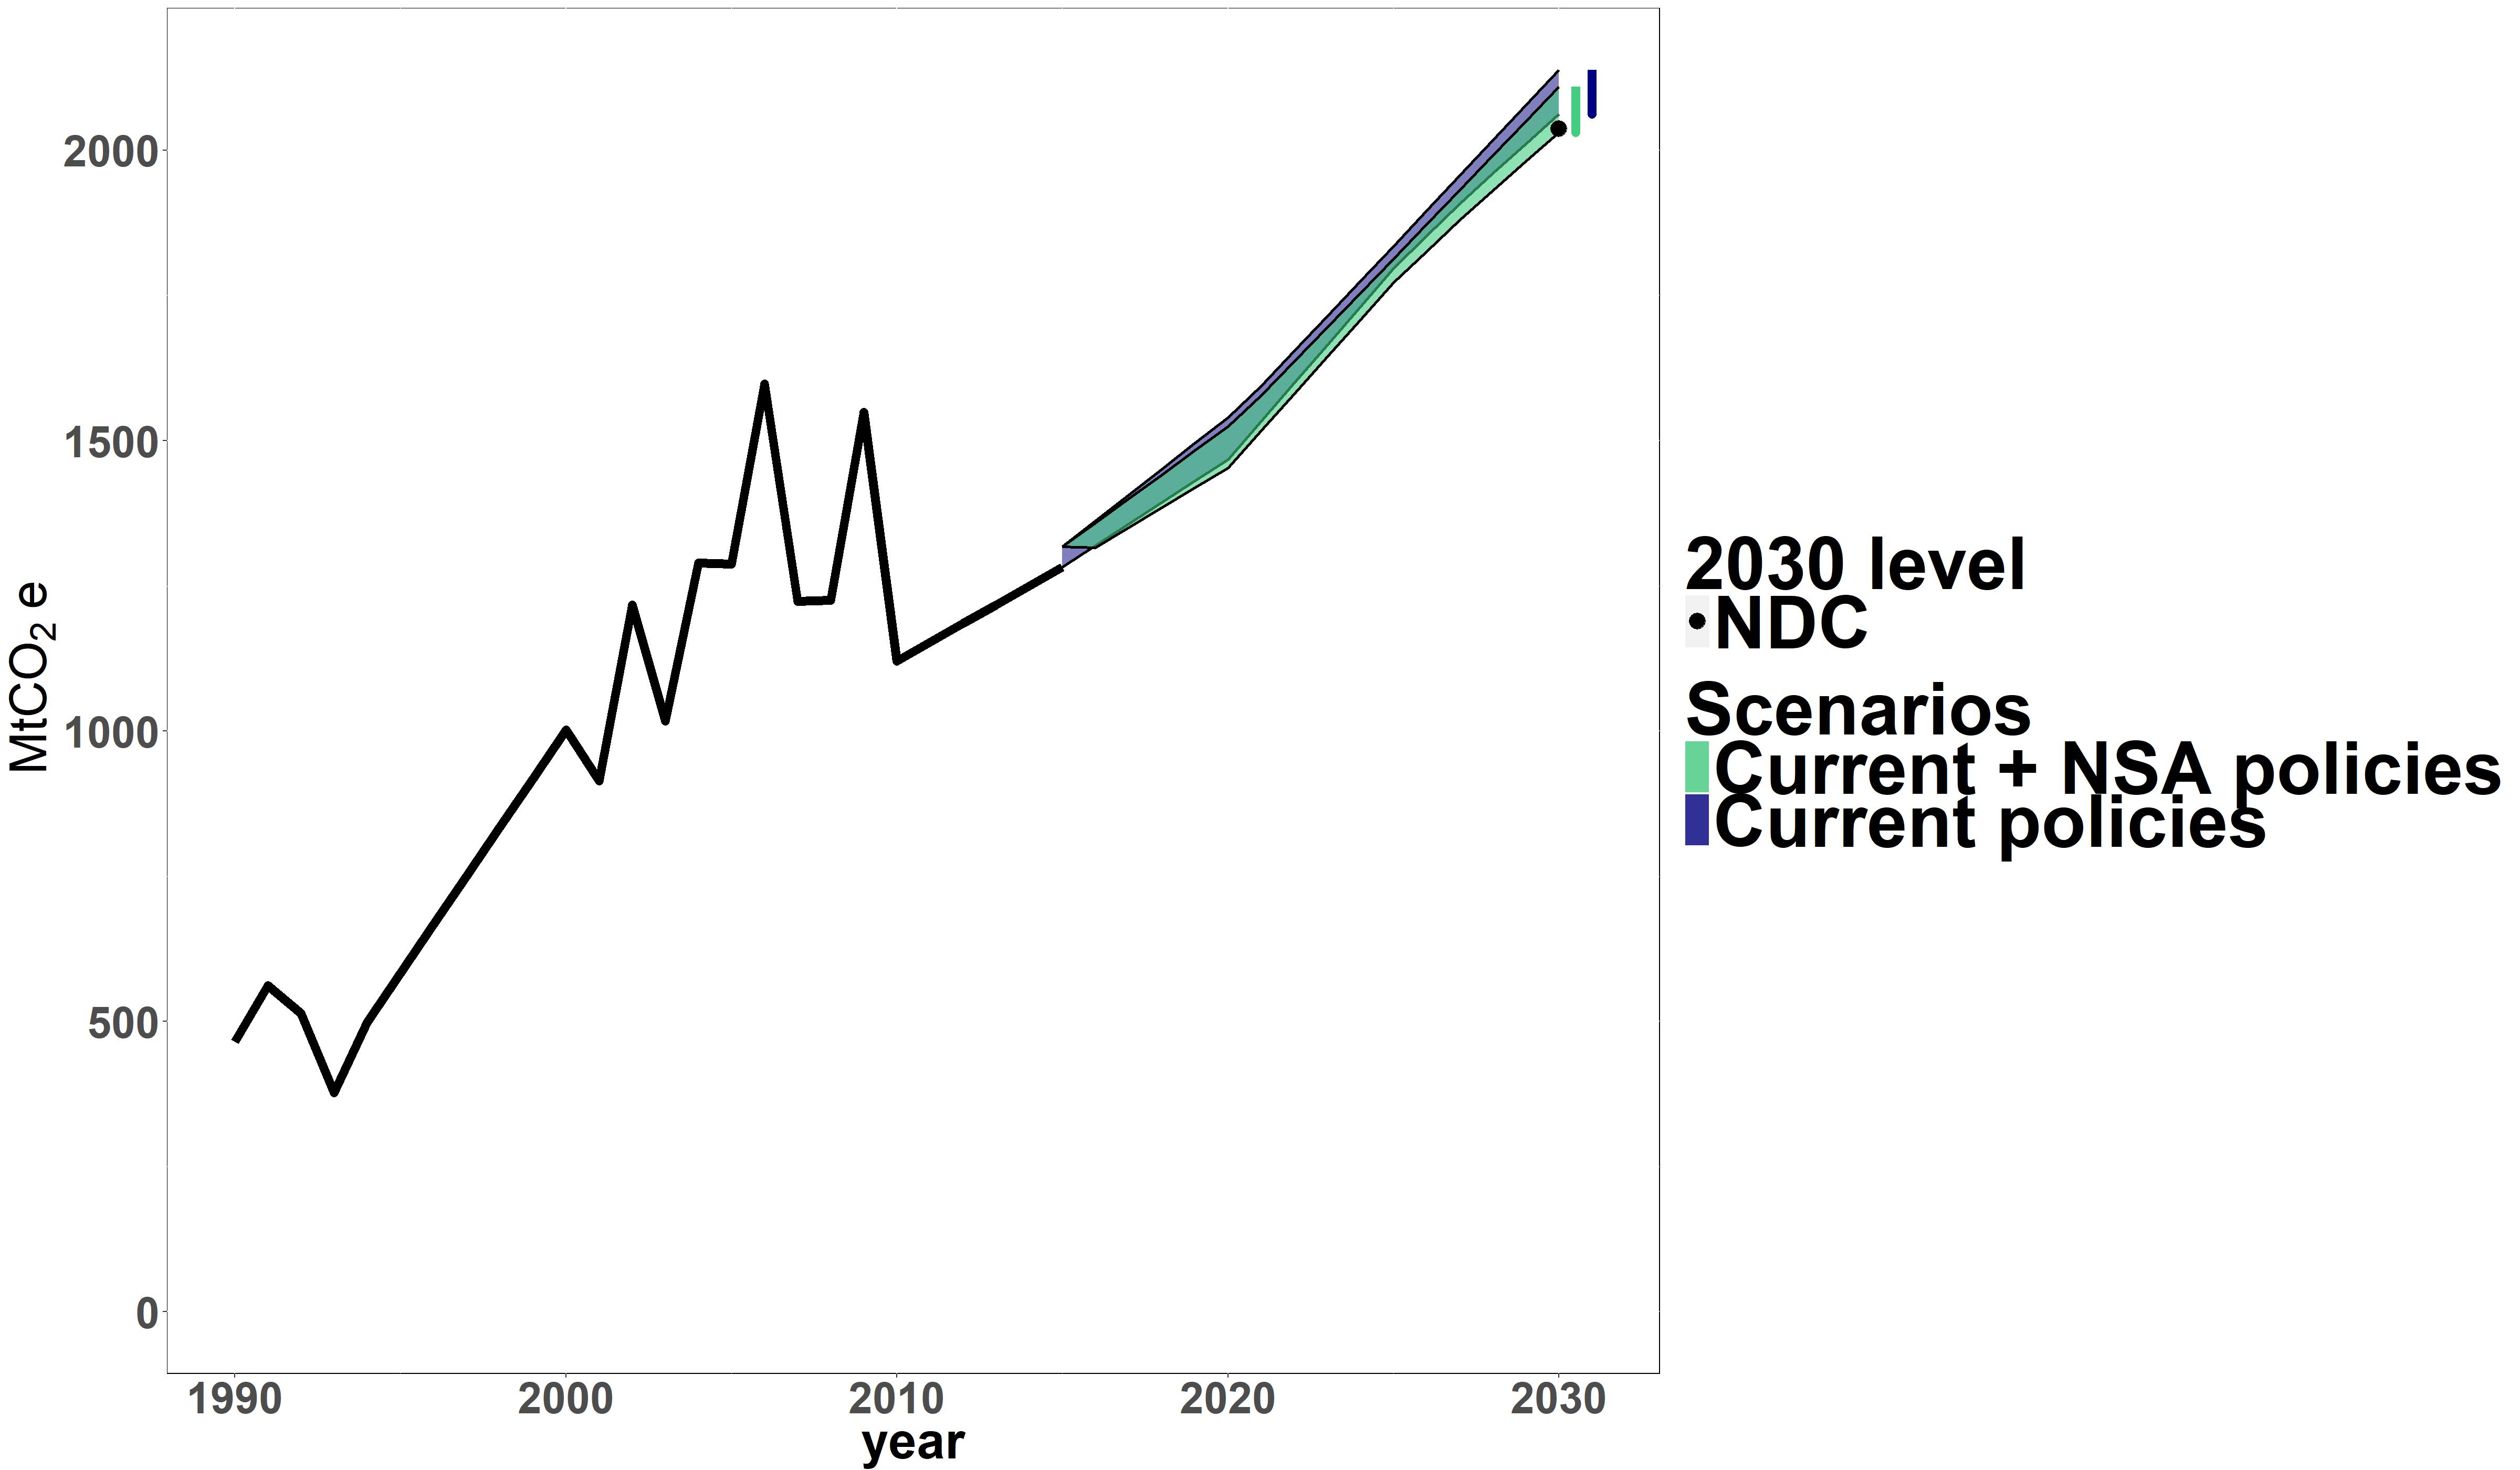 2000
1500
1000
500
0
MtCO₂ e
1990 2000 2010 2020 2030
year
2030 level
NDC
Scenarios
Current + NSA policies
Current policies